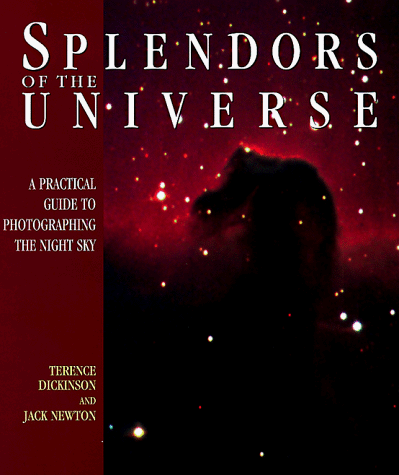 SPLENDORS
OF THE
UNIVERSE
A PRACTICAL
GUIDE TO
PHOTOGRAPHING
THE NIGHT SKY
TERENCE
DICKINSON
AND
JACK NEWTON